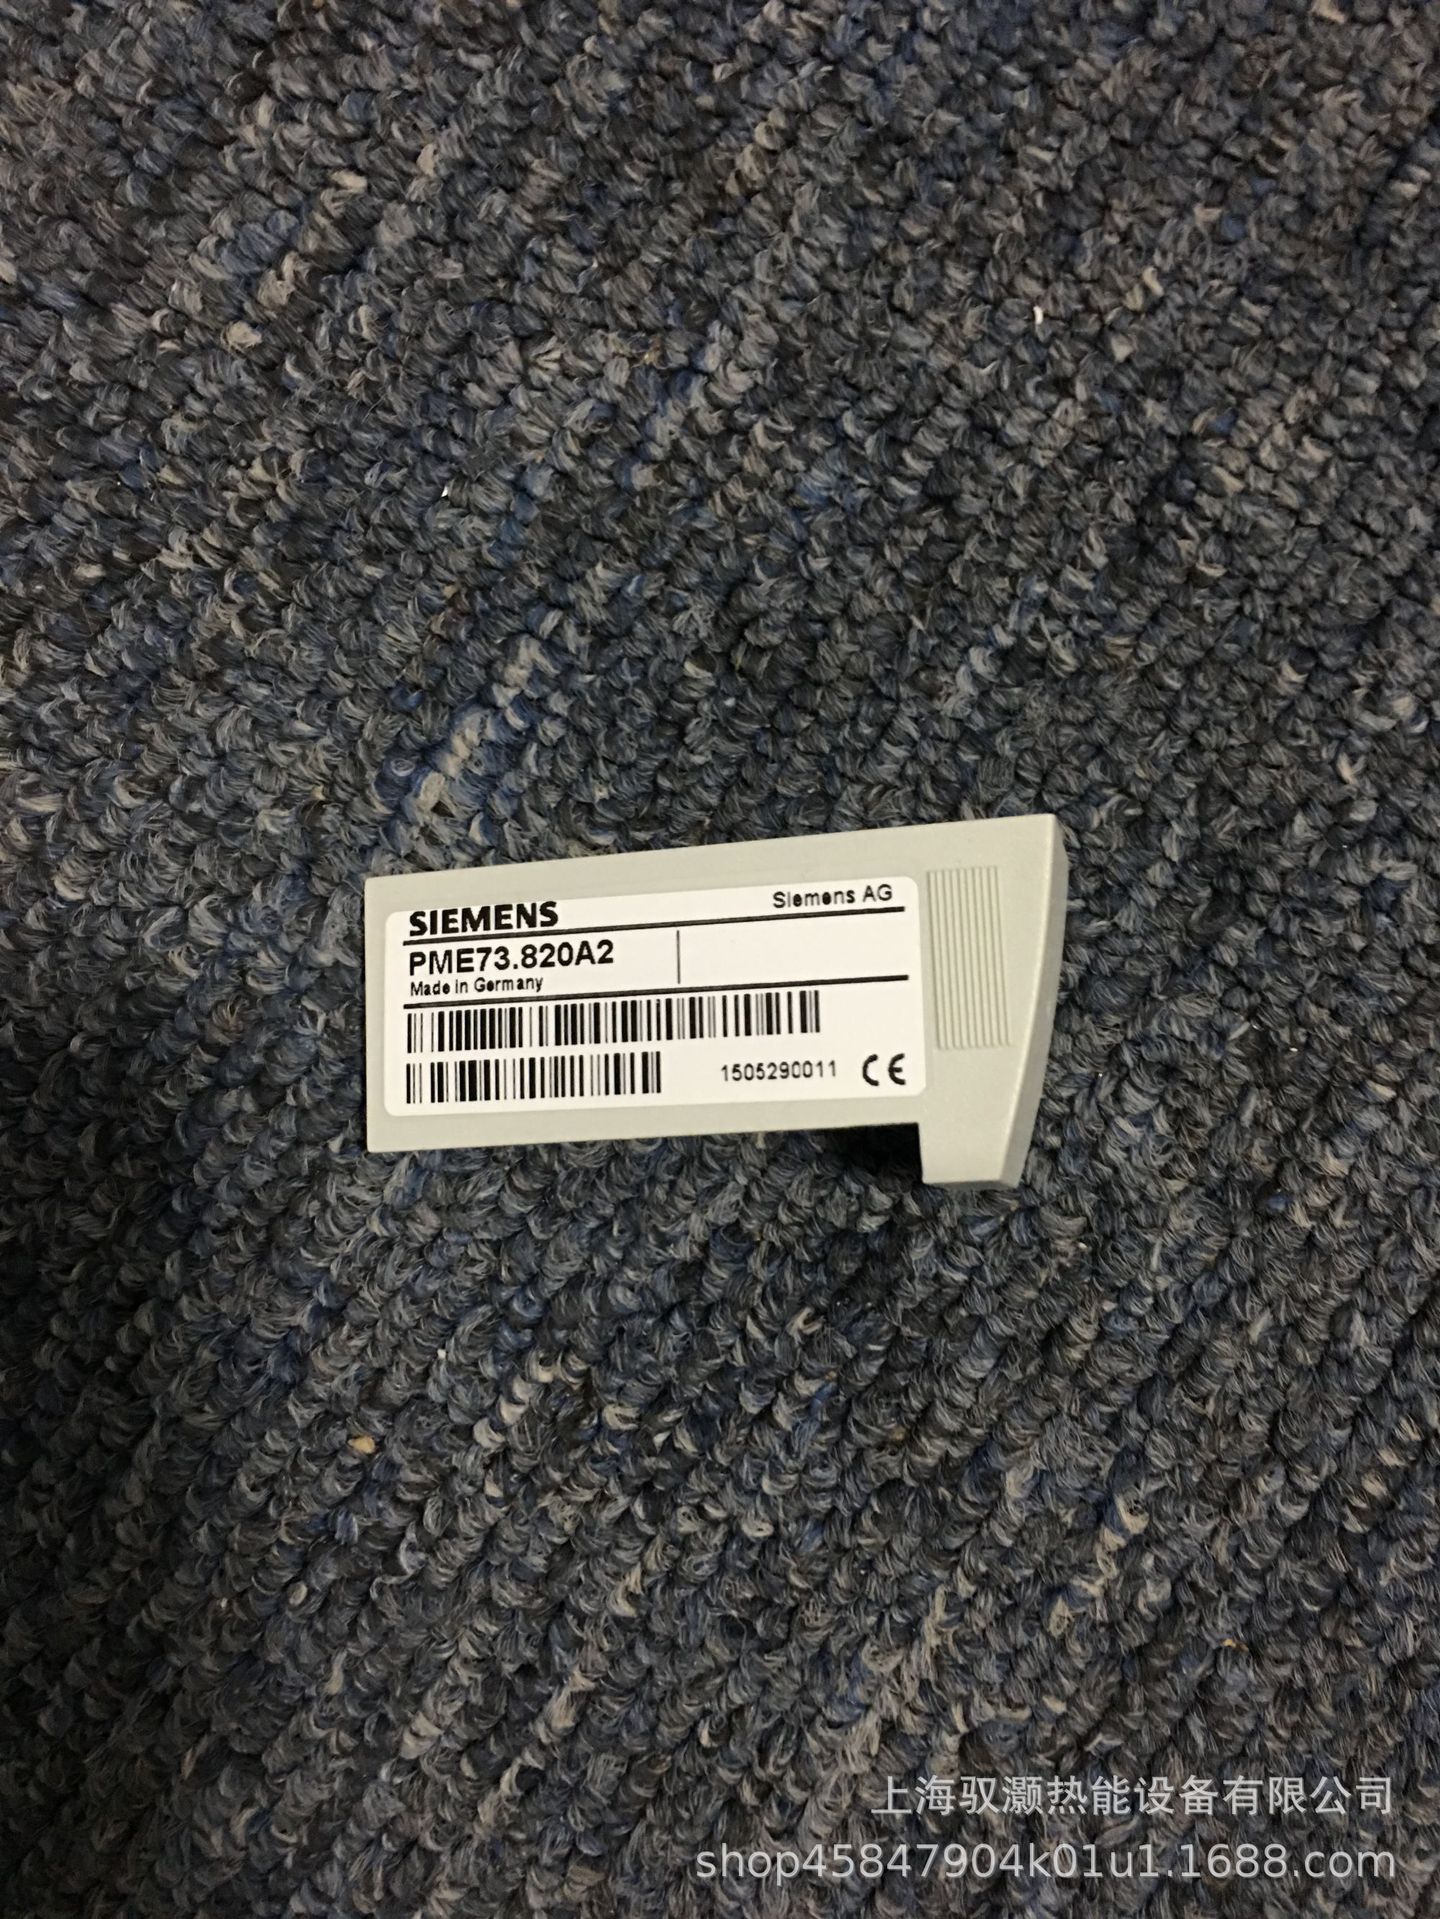 SIEMENS
Siemens AG
PME73.820A2
Made in Germany
1505290011 CE
上海驭灏热能设备有限公司
shop45847904k01u1.1688.com